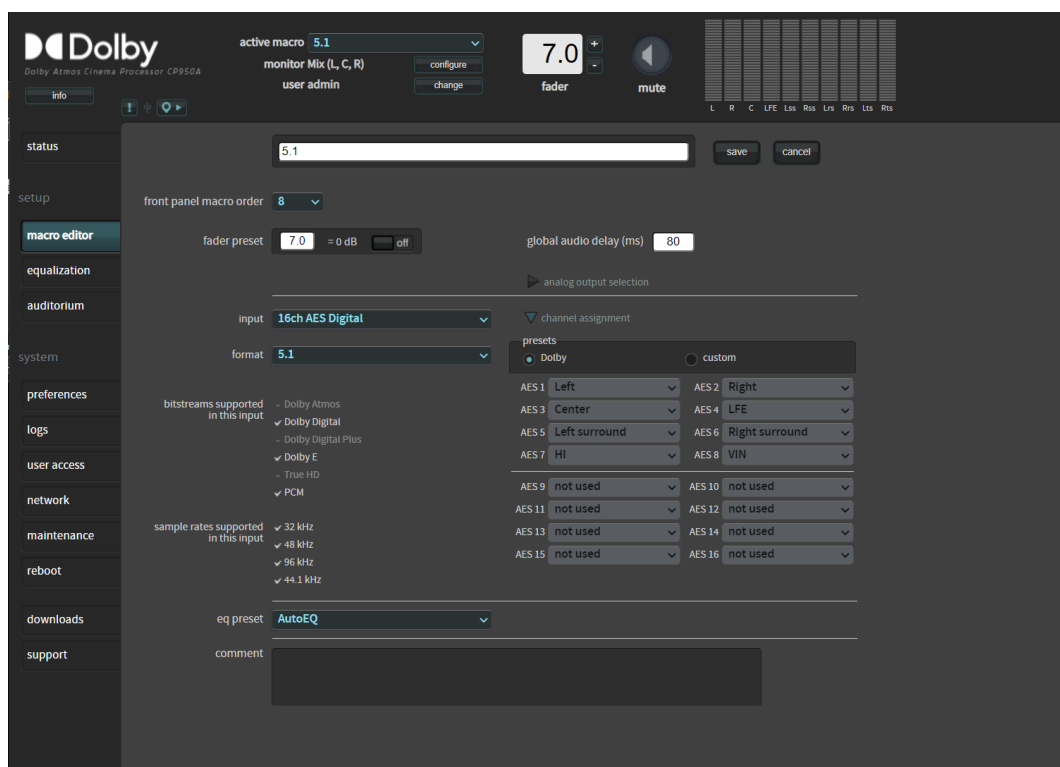 Dolby
Dolby Atmos Cinema Processor CP950A
info
active macro 5.1
monitor Mix (L, C, R) configure
user admin change
7.0 + -
fader
mute
L R C LFE Lss Rss Lrs Rrs Lts Rts
status
setup
macro editor
equalization
auditorium
system
preferences
logs
user access
network
maintenance
reboot
downloads
support
5.1 save cancel
front panel macro order 8
fader preset 7.0 = 0 dB off
global audio delay (ms) 80
analog output selection
input 16ch AES Digital
channel assignment
format 5.1
presets
Dolby custom
bitstreams supported
in this input
- Dolby Atmos
Dolby Digital
- Dolby Digital Plus
Dolby E
- True HD
PCM
sample rates supported
in this input
32 kHz
48 kHz
96 kHz
44.1 kHz
AES 1 Left AES 2 Right
AES 3 Center AES 4 LFE
AES 5 Left surround AES 6 Right surround
AES 7 HI AES 8 VIN
AES 9 not used AES 10 not used
AES 11 not used AES 12 not used
AES 13 not used AES 14 not used
AES 15 not used AES 16 not used
eq preset AutoEQ
comment